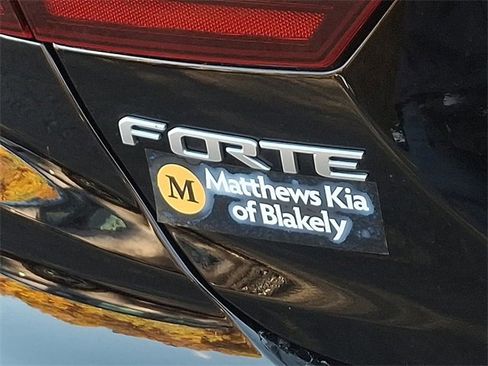 FORTE
M
Matthews Kia
of Blakely